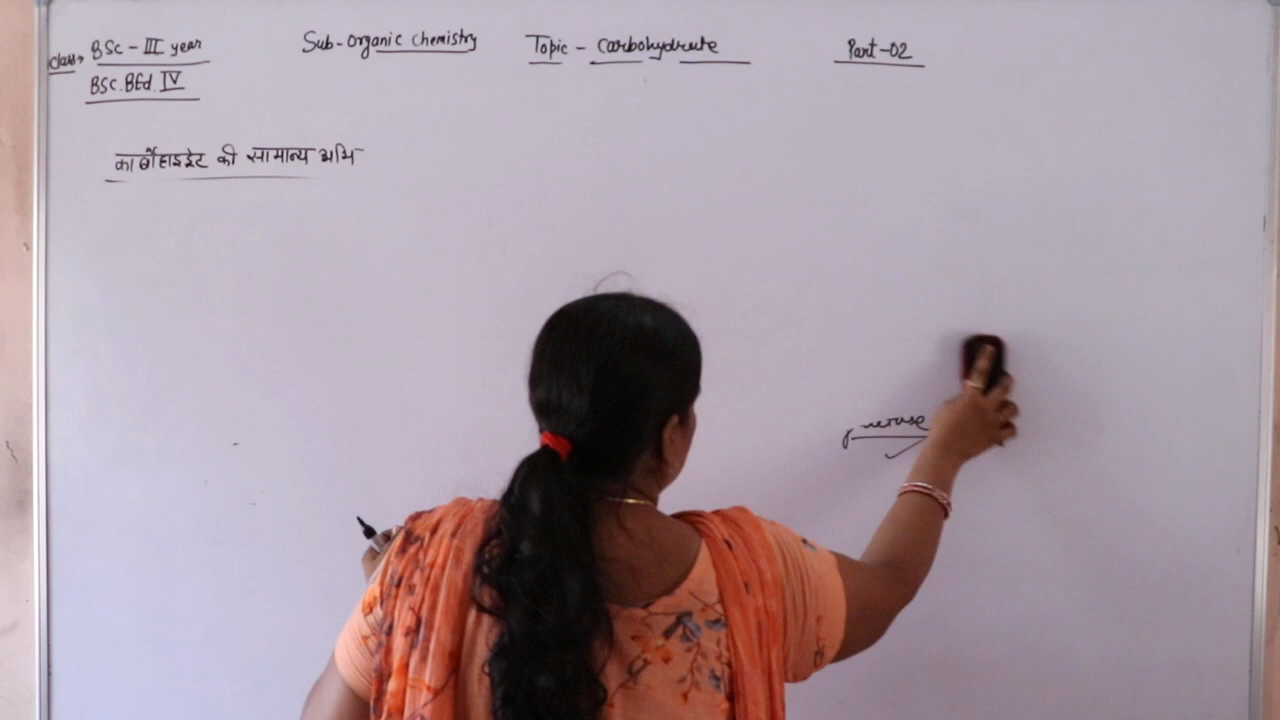 Class → BSc - III year
BSc. BEd. IV
Sub- Organic Chemistry
Topic - Carbohydrate
Part -02
कार्बोहाइड्रेट की सामान्य अभि